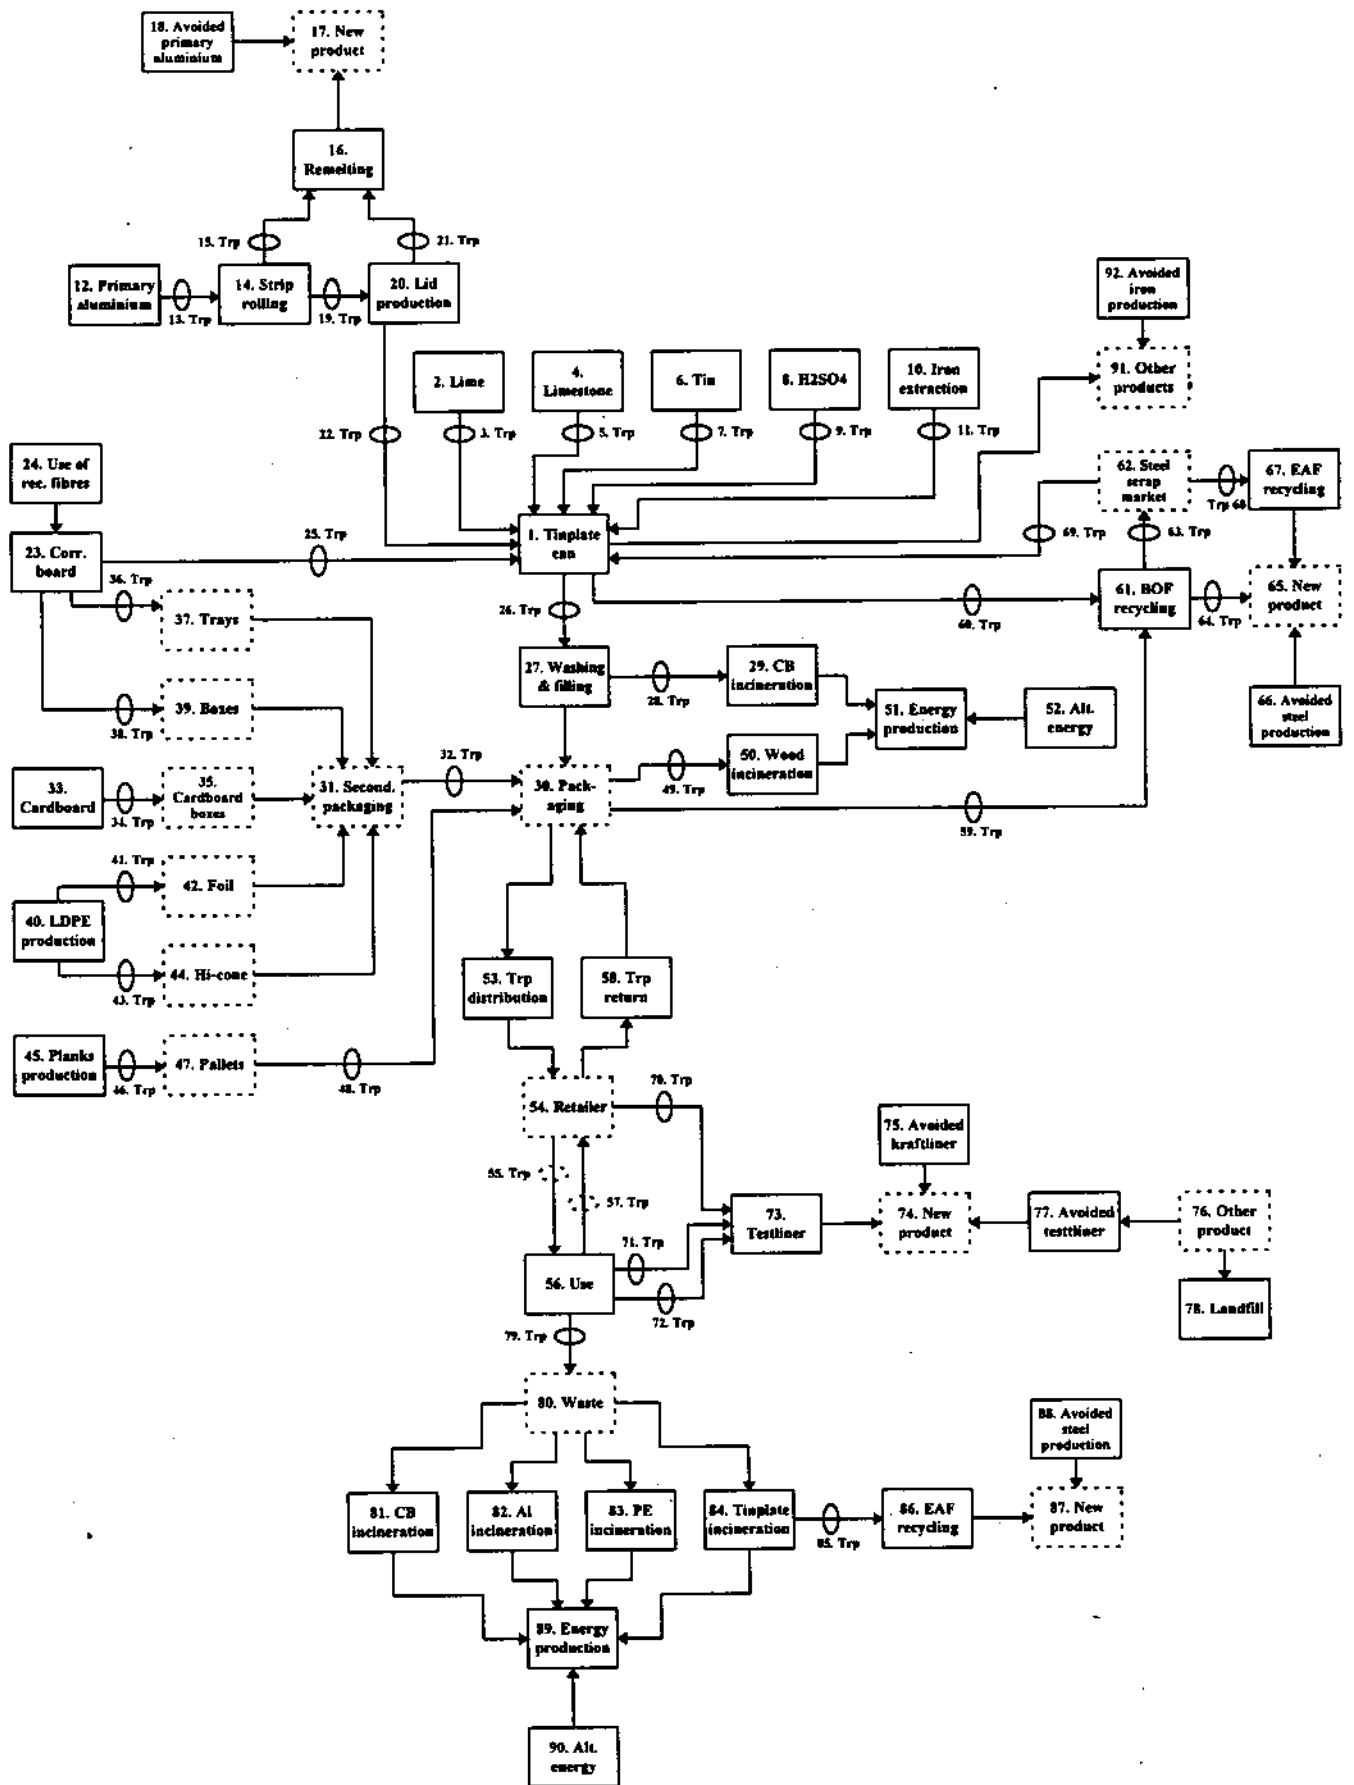 18. Avoided
primary
aluminium
17. New
product
16.
Remelting
15. Trp
21. Trp
12. Primary
aluminium
13. Trp
14. Strip
rolling
19. Trp
20. Lid
production
92. Avoided
iron
production
91. Other
products
2. Lime
4.
Limestone
6. Tin
8. H2SO4
10. Iron
extraction
22. Trp
3. Trp
5. Trp
7. Trp
9. Trp
11. Trp
24. Use of
rec. fibres
62. Steel
scrap
market
Trp 68
67. EAF
recycling
23. Corr.
board
25. Trp
1. Tinplate
can
69. Trp
63. Trp
36. Trp
37. Trays
26. Trp
60. Trp
61. BOF
recycling
64. Trp
65. New
product
38. Trp
39. Boxes
27. Washing
& filling
28. Trp
29. CB
incineration
51. Energy
production
52. Alt.
energy
66. Avoided
steel
production
33.
Cardboard
34. Trp
35.
Cardboard
boxes
31. Second.
packaging
32. Trp
30. Pack-
aging
49. Trp
50. Wood
incineration
59. Trp
41. Trp
42. Foil
40. LDPE
production
43. Trp
44. Hi-cone
53. Trp
distribution
58. Trp
return
45. Planks
production
46. Trp
47. Pallets
48. Trp
54. Retailer
70. Trp
55. Trp
57. Trp
75. Avoided
kraftliner
56. Use
71. Trp
72. Trp
73.
Testliner
74. New
product
77. Avoided
testtliner
76. Other
product
78. Landfill
79. Trp
80. Waste
88. Avoided
steel
production
81. CB
incineration
82. Al
incineration
83. PE
incineration
84. Tinplate
incineration
85. Trp
86. EAF
recycling
87. New
product
89. Energy
production
90. Alt.
energy